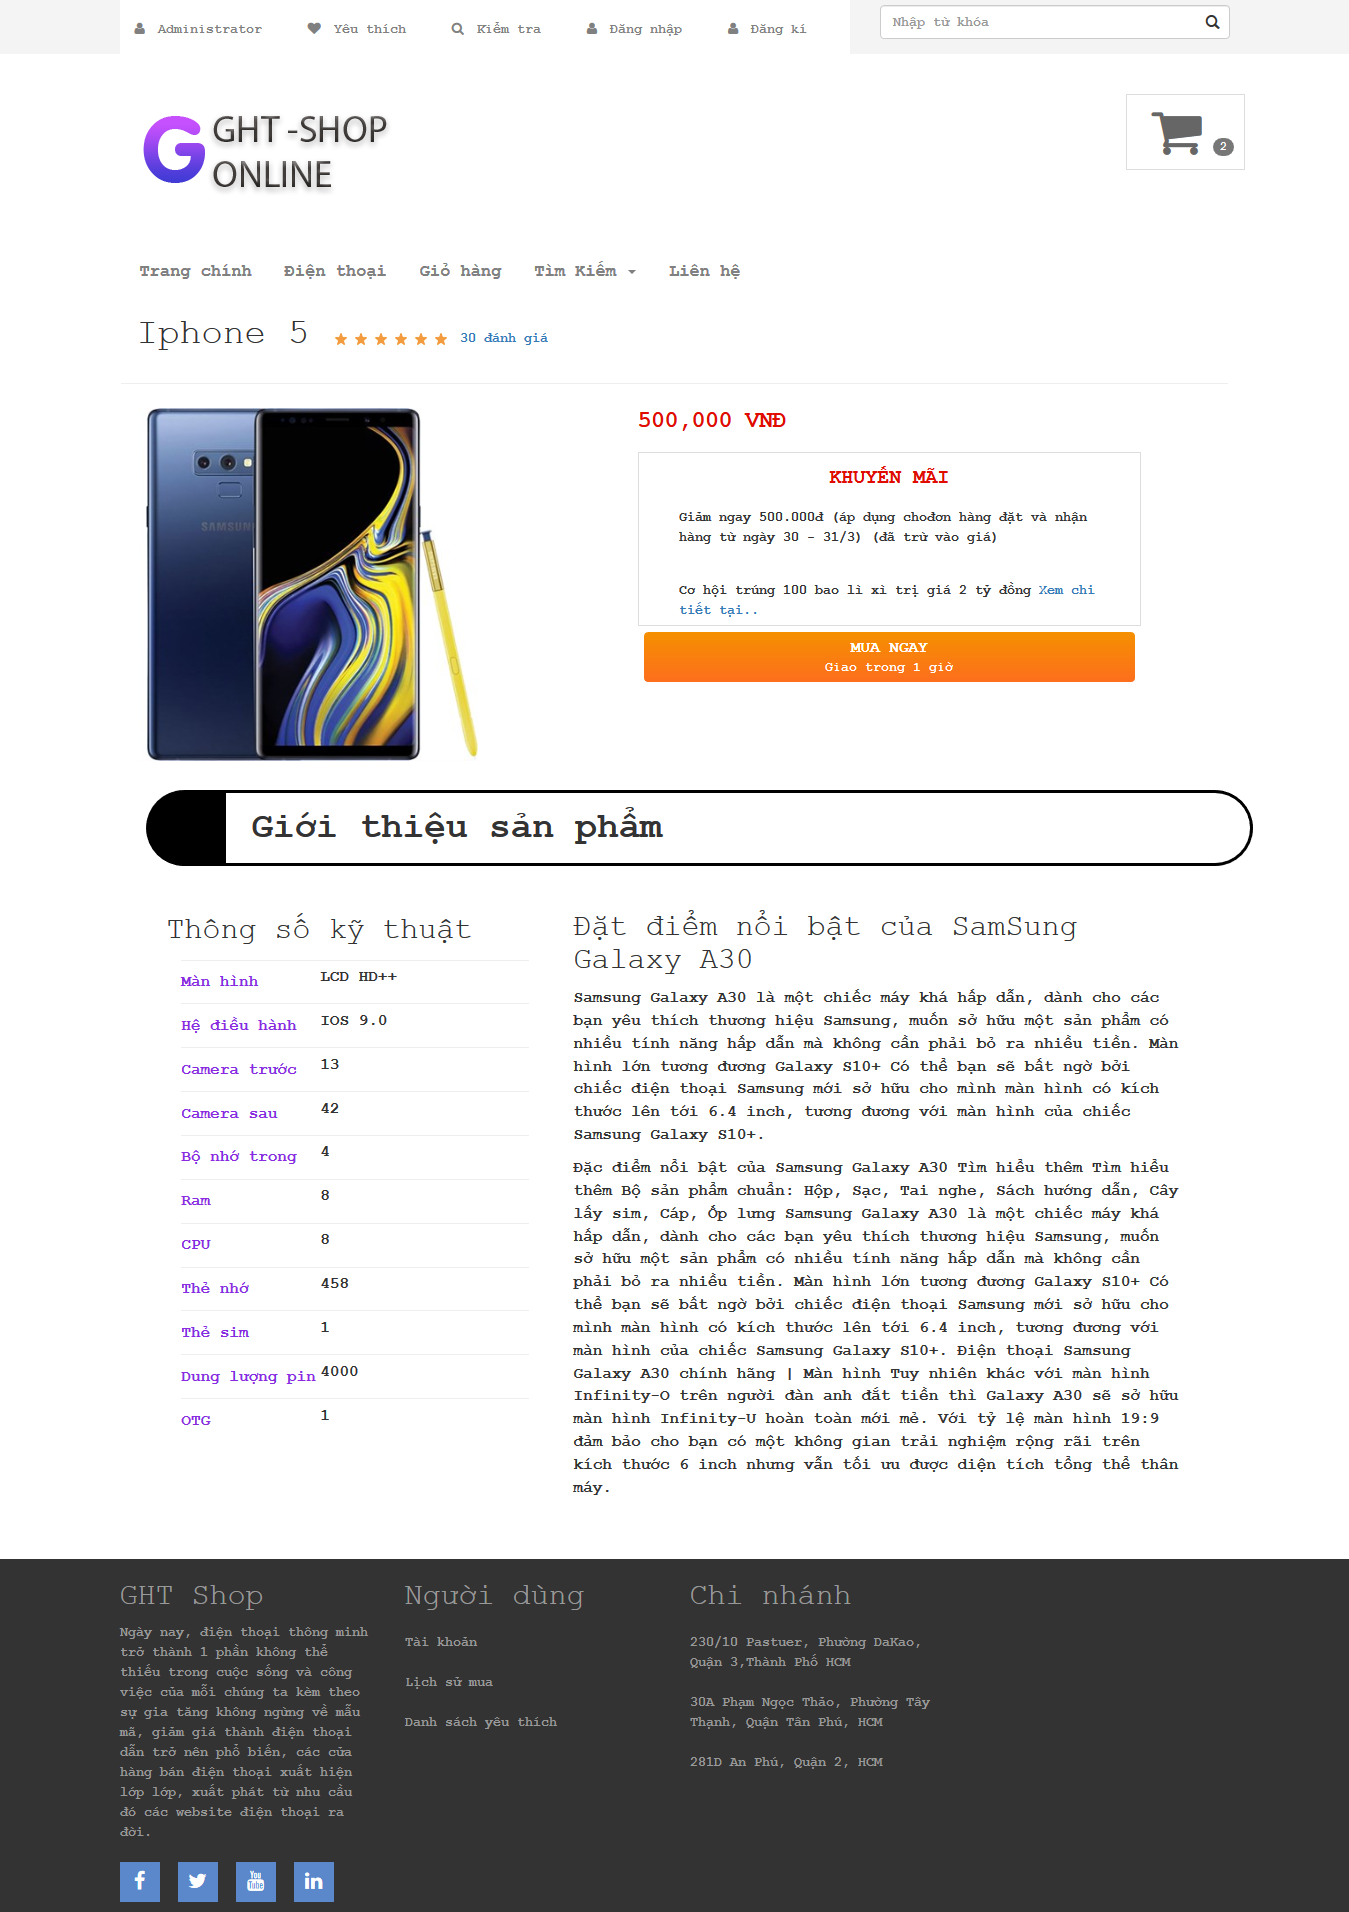 Administrator Yêu thích Kiểm tra Đăng nhập Đăng kí
Nhập từ khóa
GHT -SHOP
ONLINE
2
Trang chính Điện thoại Giỏ hàng Tìm Kiếm Liên hệ
Iphone 5 30 đánh giá
500,000 VNĐ
SAMSUNG
KHUYẾN MÃI
Giảm ngay 500.000đ (áp dụng chođơn hàng đặt và nhận
hàng từ ngày 30 - 31/3) (đã trừ vào giá)
Cơ hội trúng 100 bao lì xì trị giá 2 tỷ đồng Xem chi
tiết tại..
MUA NGAY
Giao trong 1 giờ
Giới thiệu sản phẩm
Thông số kỹ thuật
Màn hình LCD HD++
Hệ điều hành IOS 9.0
Camera trước 13
Camera sau 42
Bộ nhớ trong 4
Ram 8
CPU 8
Thẻ nhớ 458
Thẻ sim 1
Dung lượng pin 4000
OTG 1
Đặt điểm nổi bật của SamSung
Galaxy A30
Samsung Galaxy A30 là một chiếc máy khá hấp dẫn, dành cho các
bạn yêu thích thương hiệu Samsung, muốn sở hữu một sản phẩm có
nhiều tính năng hấp dẫn mà không cần phải bỏ ra nhiều tiền. Màn
hình lớn tương đương Galaxy S10+ Có thể bạn sẽ bất ngờ bởi
chiếc điện thoại Samsung mới sở hữu cho mình màn hình có kích
thước lên tới 6.4 inch, tương đương với màn hình của chiếc
Samsung Galaxy S10+.
Đặc điểm nổi bật của Samsung Galaxy A30 Tìm hiểu thêm Tìm hiểu
thêm Bộ sản phẩm chuẩn: Hộp, Sạc, Tai nghe, Sách hướng dẫn, Cây
lấy sim, Cáp, Ốp lưng Samsung Galaxy A30 là một chiếc máy khá
hấp dẫn, dành cho các bạn yêu thích thương hiệu Samsung, muốn
sở hữu một sản phẩm có nhiều tính năng hấp dẫn mà không cần
phải bỏ ra nhiều tiền. Màn hình lớn tương đương Galaxy S10+ Có
thể bạn sẽ bất ngờ bởi chiếc điện thoại Samsung mới sở hữu cho
mình màn hình có kích thước lên tới 6.4 inch, tương đương với
màn hình của chiếc Samsung Galaxy S10+. Điện thoại Samsung
Galaxy A30 chính hãng | Màn hình Tuy nhiên khác với màn hình
Infinity-O trên người đàn anh đắt tiền thì Galaxy A30 sẽ sở hữu
màn hình Infinity-U hoàn toàn mới mẻ. Với tỷ lệ màn hình 19:9
đảm bảo cho bạn có một không gian trải nghiệm rộng rãi trên
kích thước 6 inch nhưng vẫn tối ưu được diện tích tổng thể thân
máy.
GHT Shop
Ngày nay, điện thoại thông minh
trở thành 1 phần không thể
thiếu trong cuộc sống và công
việc của mỗi chúng ta kèm theo
sự gia tăng không ngừng về mẫu
mã, giảm giá thành điện thoại
dẫn trở nên phổ biến, các cửa
hàng bán điện thoại xuất hiện
lớp lớp, xuất phát từ nhu cầu
đó các website điện thoại ra
đời.
Người dùng
Tài khoản
Lịch sử mua
Danh sách yêu thích
Chi nhánh
230/10 Pastuer, Phường DaKao,
Quận 3,Thành Phố HCM
30A Phạm Ngọc Thảo, Phường Tây
Thạnh, Quận Tân Phú, HCM
281D An Phú, Quận 2, HCM
You
Tube